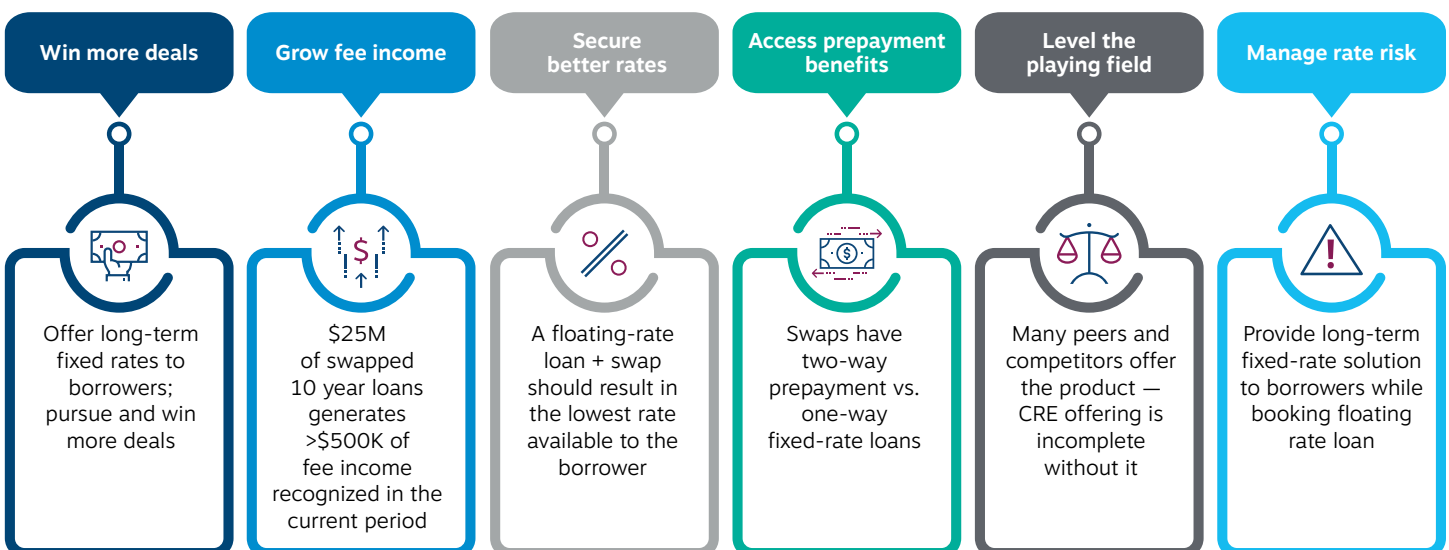 Win more deals
Grow fee income
Secure
better rates
Access prepayment
benefits
Level the
playing field
Manage rate risk
Offer long-term
fixed rates to
borrowers;
pursue and win
more deals
$
$25M
of swapped
10 year loans
generates
>$500K of
fee income
recognized in the
current period
A floating-rate
loan + swap
should result in
the lowest rate
available to the
borrower
$
Swaps have
two-way
prepayment vs.
one-way
fixed-rate loans
Many peers and
competitors offer
the product —
CRE offering is
incomplete
without it
!
Provide long-term
fixed-rate solution
to borrowers while
booking floating
rate loan